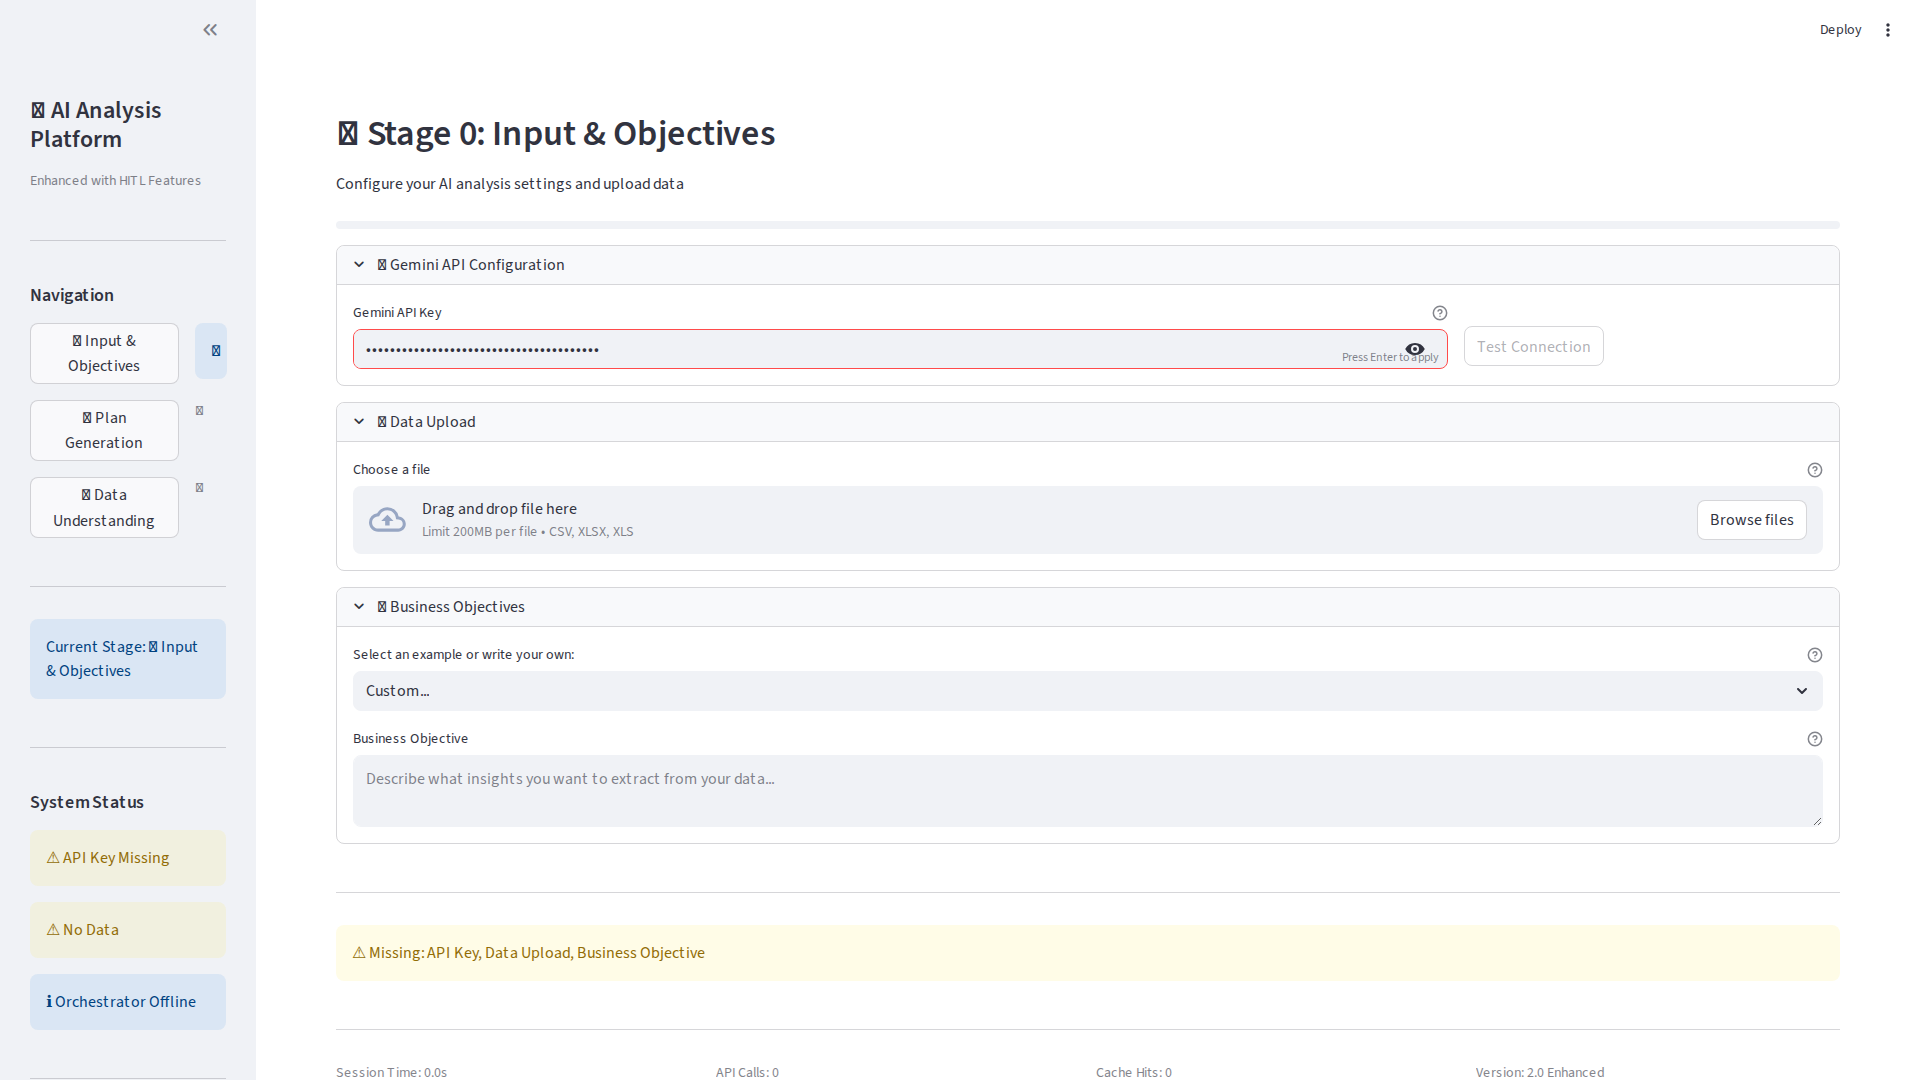 AI Analysis
Platform
Enhanced with HITL Features
Navigation
Input &
Objectives
Plan
Generation
Data
Understanding
Current Stage: Input
& Objectives
System Status
⚠ API Key Missing
⚠ No Data
ℹ Orchestrator Offline
Deploy
Stage 0: Input & Objectives
Configure your AI analysis settings and upload data
Gemini API Configuration
Gemini API Key
••••••••••••••••••••••••••••••••••••••
Press Enter to apply
Test Connection
Data Upload
Choose a file
Drag and drop file here
Limit 200MB per file • CSV, XLSX, XLS
Browse files
Business Objectives
Select an example or write your own:
Custom...
Business Objective
Describe what insights you want to extract from your data...
⚠ Missing: API Key, Data Upload, Business Objective
Session Time: 0.0s
API Calls: 0
Cache Hits: 0
Version: 2.0 Enhanced